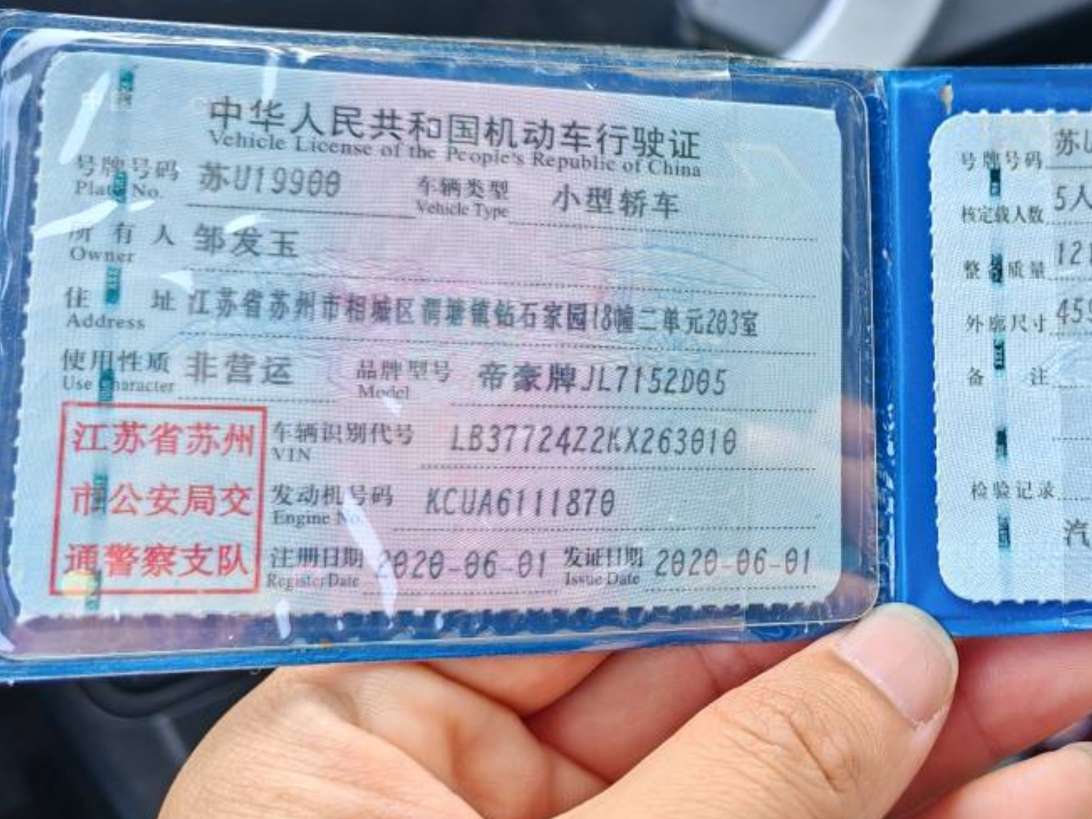 中华人民共和国机动车行驶证
Vehicle License of the People's Republic of China
号牌号码 苏U19900 车辆类型 小型轿车
Plate No. Vehicle Type
所有人 邹发玉
Owner
住址 江苏省苏州市相城区渭塘镇钻石家园18幢二单元203室
Address
使用性质 非营运 品牌型号 帝豪牌JL7152D05
Use Character Model
江苏省苏州
市公安局交
通警察支队
车辆识别代号 LB37724Z2KX263010
VIN
发动机号码 KCUA6111870
Engine No.
注册日期 2020-06-01 发证日期 2020-06-01
Register Date Issue Date
号牌号码 苏U
核定载人数 5人
整备质量 121
外廓尺寸 45
备注
检验记录
汽